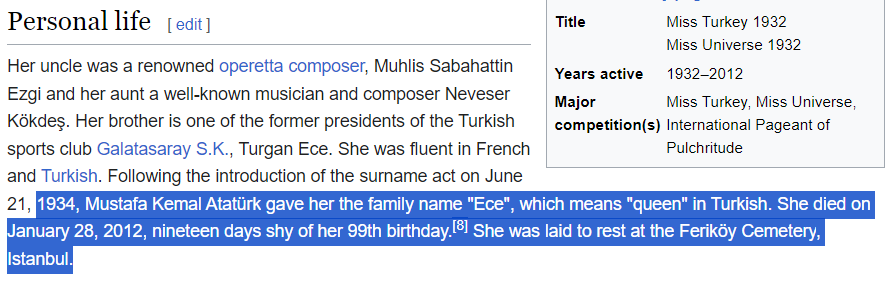 Personal life [ edit ]
Her uncle was a renowned operetta composer, Muhlis Sabahattin
Ezgi and her aunt a well-known musician and composer Neveser
Kökdeş. Her brother is one of the former presidents of the Turkish
sports club Galatasaray S.K., Turgan Ece. She was fluent in French
and Turkish. Following the introduction of the surname act on June
21, 1934, Mustafa Kemal Atatürk gave her the family name "Ece", which means "queen" in Turkish. She died on
January 28, 2012, nineteen days shy of her 99th birthday.[8] She was laid to rest at the Feriköy Cemetery,
Istanbul.
Title Miss Turkey 1932
Miss Universe 1932
Years active 1932–2012
Major Miss Turkey, Miss Universe,
competition(s) International Pageant of
Pulchritude